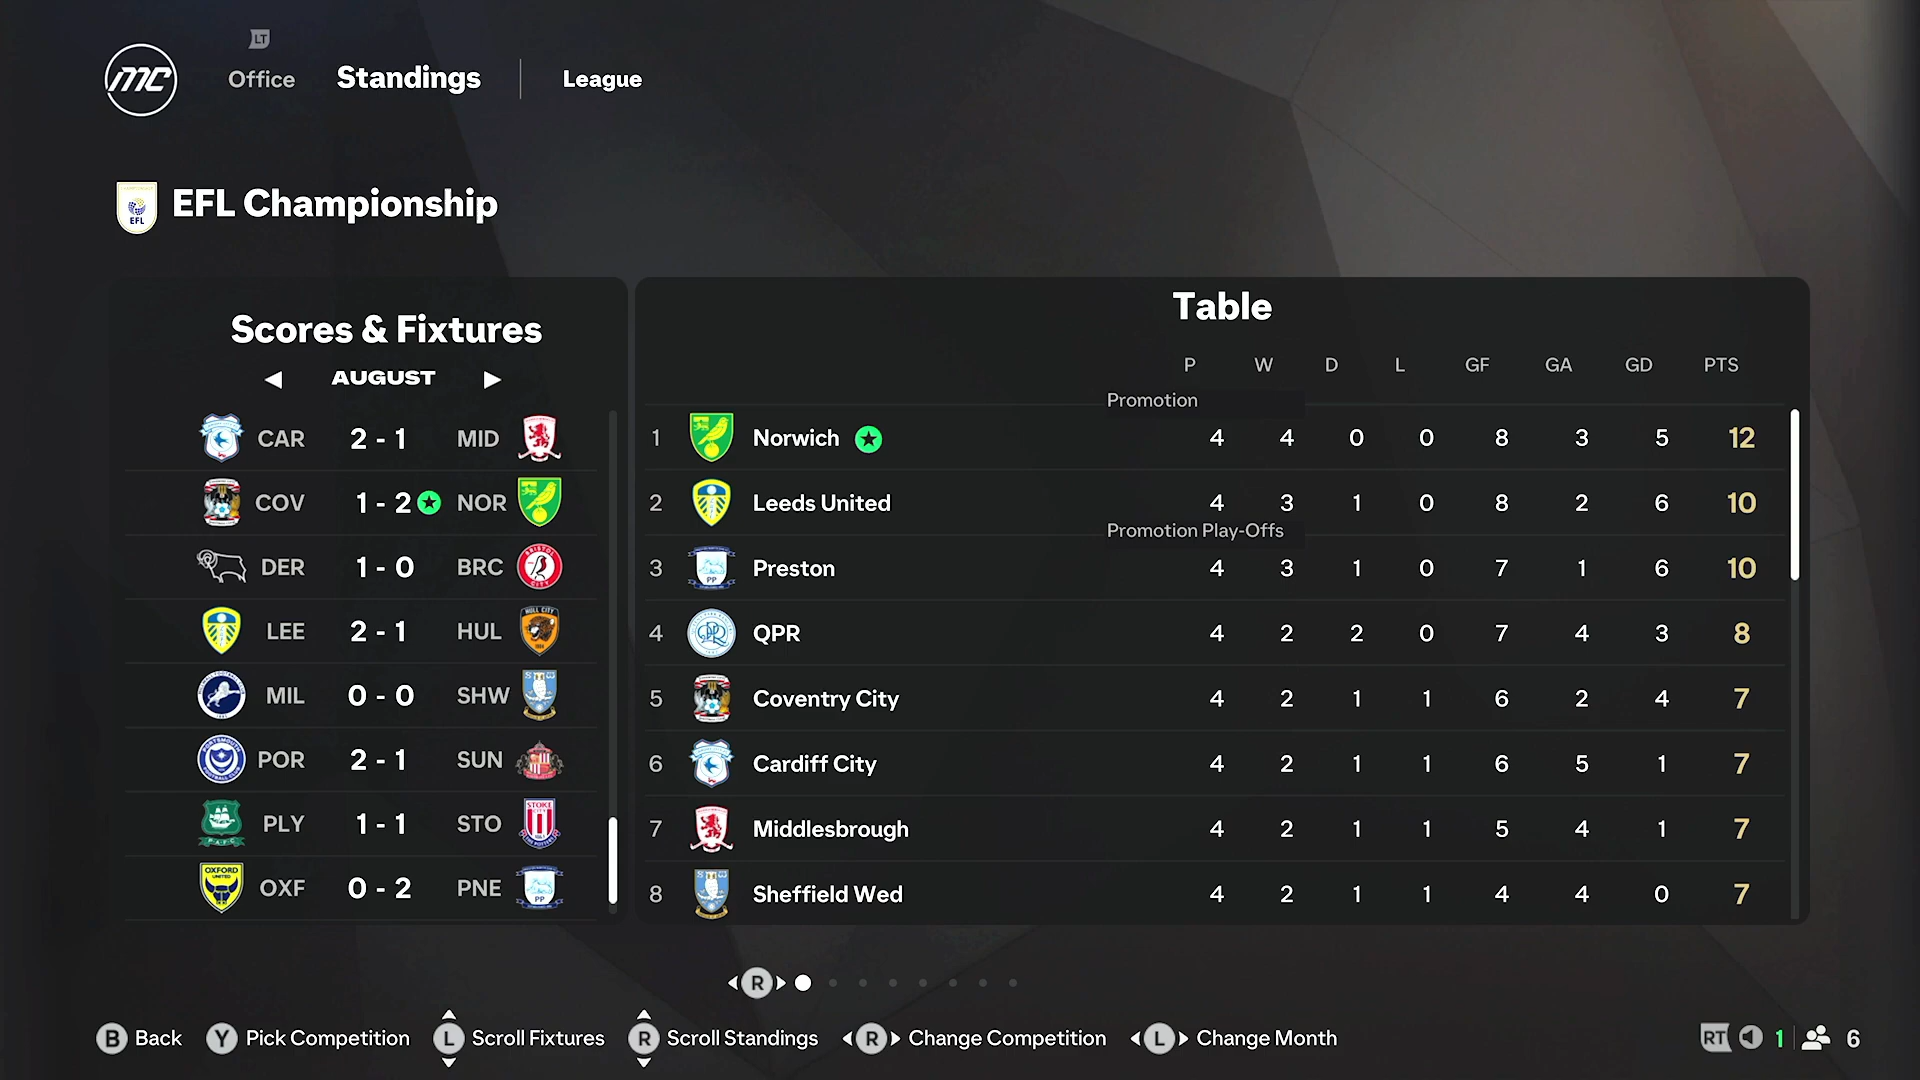 LT
MC Office Standings League
EFL
EFL Championship
Scores & Fixtures
AUGUST
CAR 2 - 1 MID
COV 1 - 2 NOR
DER 1 - 0 BRC
LEE 2 - 1 HUL
MIL 0 - 0 SHW
POR 2 - 1 SUN
PLY 1 - 1 STO
OXF 0 - 2 PNE
Table
P W D L GF GA GD PTS
Promotion
1 Norwich 4 4 0 0 8 3 5 12
2 Leeds United 4 3 1 0 8 2 6 10
Promotion Play-Offs
3 Preston 4 3 1 0 7 1 6 10
4 QPR 4 2 2 0 7 4 3 8
5 Coventry City 4 2 1 1 6 2 4 7
6 Cardiff City 4 2 1 1 6 5 1 7
7 Middlesbrough 4 2 1 1 5 4 1 7
8 Sheffield Wed 4 2 1 1 4 4 0 7
R
B Back Y Pick Competition L Scroll Fixtures R Scroll Standings R Change Competition L Change Month RT 1 6